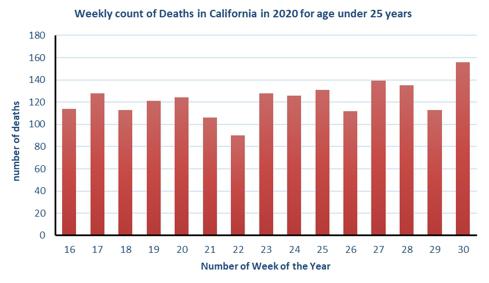 Weekly count of Deaths in California in 2020 for age under 25 years
180
160
140
120
100
80
60
40
20
0
number of deaths
16 17 18 19 20 21 22 23 24 25 26 27 28 29 30
Number of Week of the Year